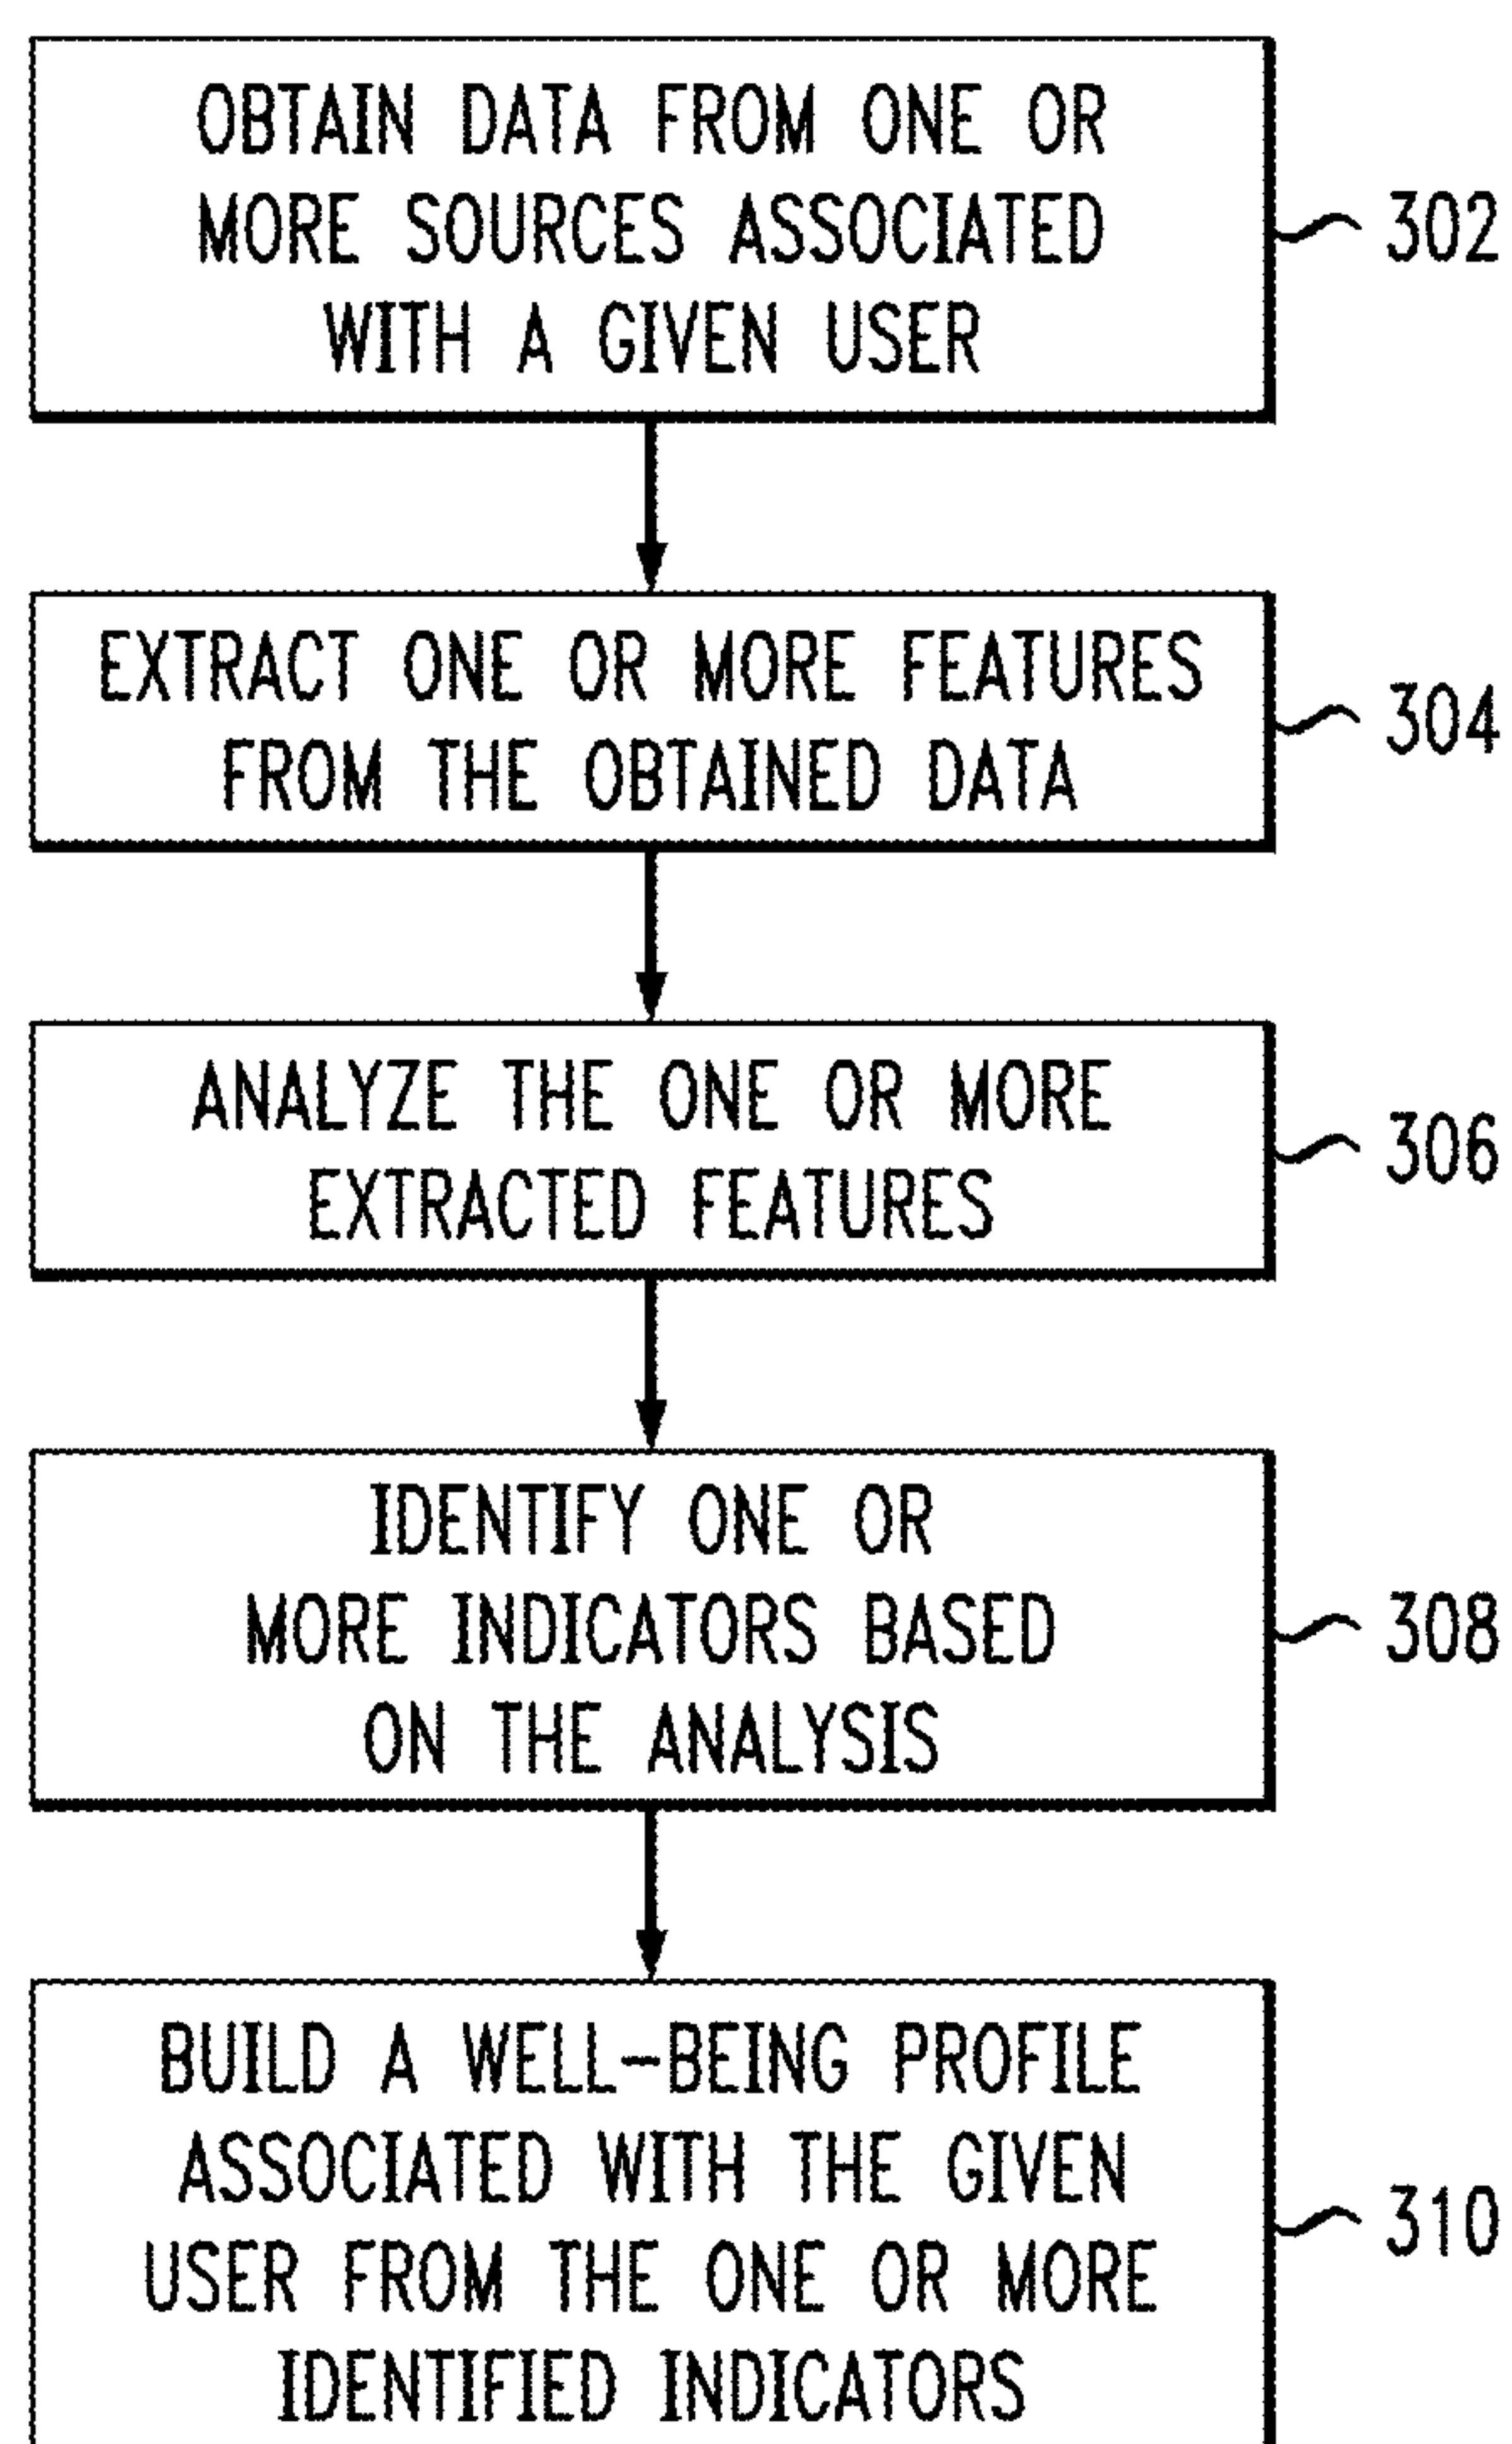 OBTAIN DATA FROM ONE OR
MORE SOURCES ASSOCIATED
WITH A GIVEN USER
302
EXTRACT ONE OR MORE FEATURES
FROM THE OBTAINED DATA
304
ANALYZE THE ONE OR MORE
EXTRACTED FEATURES
306
IDENTIFY ONE OR
MORE INDICATORS BASED
ON THE ANALYSIS
308
BUILD A WELL-BEING PROFILE
ASSOCIATED WITH THE GIVEN
USER FROM THE ONE OR MORE
IDENTIFIED INDICATORS
310